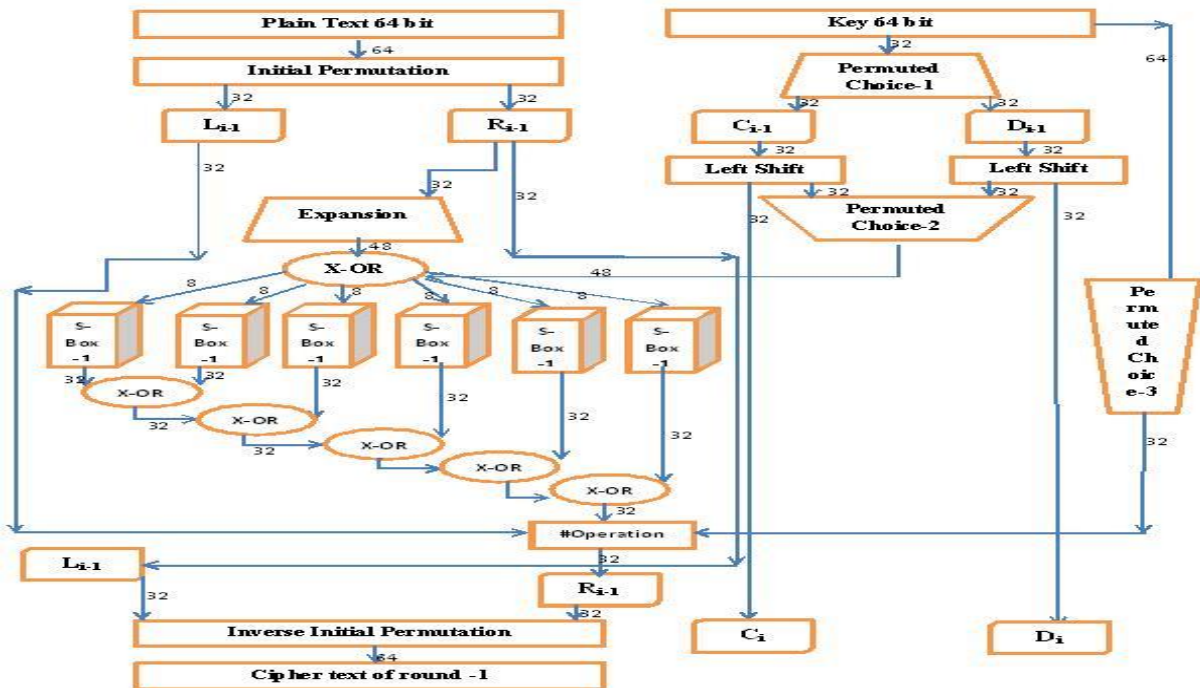 Plain Text 64 bit
Key 64 bit
64
32
64
Initial Permutation
Permuted
Choice-1
32
32
32
32
Li-1
Ri-1
Ci-1
Di-1
32
32
32
32
32
Left Shift
Left Shift
32
32
32
32
Expansion
Permuted
Choice-2
48
X-OR
48
8
8
8
8
8
8
Pe
rm
ute
d
Ch
oic
e-3
S-
Box
-1
S-
Box
-1
S-
Box
-1
S-
Box
-1
S-
Box
-1
S-
Box
-1
32
32
32
32
32
32
X-OR
32
X-OR
32
X-OR
X-OR
X-OR
32
32
#Operation
32
Li-1
32
Ri-1
32
Inverse Initial Permutation
Ci
Di
64
Cipher text of round -1